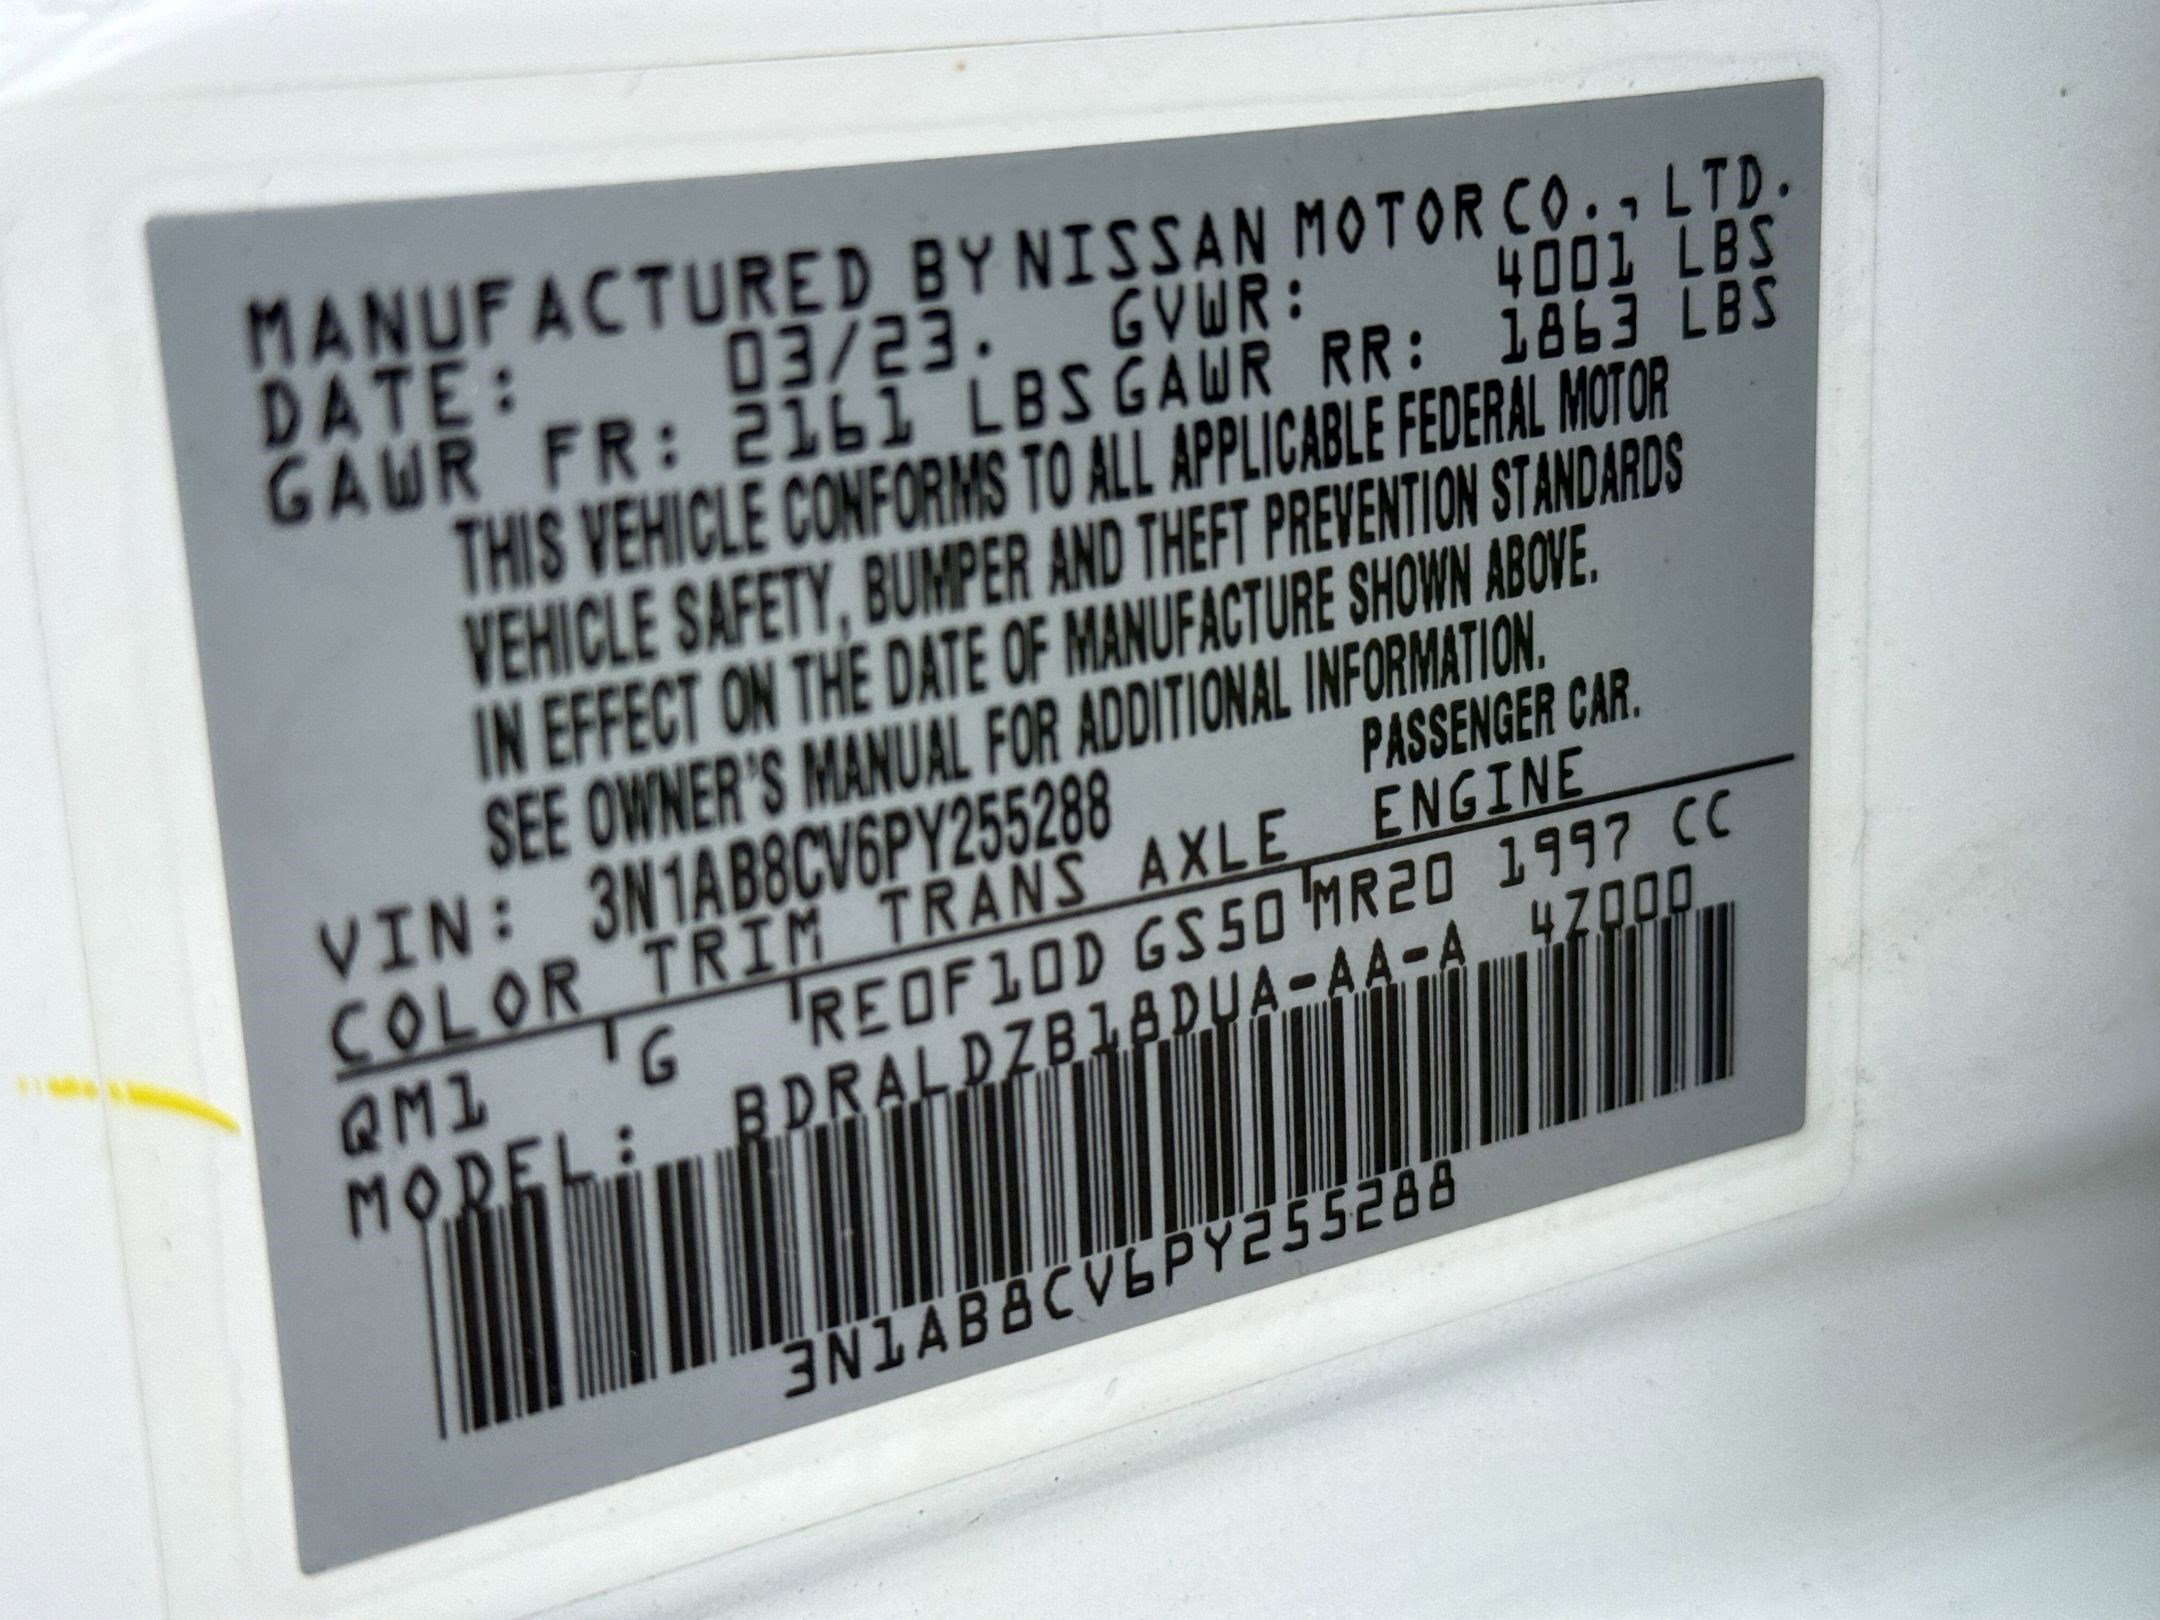 MANUFACTURED BY NISSAN MOTOR CO., LTD.
DATE: 03/23. GVWR: 4001 LBS
GAWR FR: 2161 LBS GAWR RR: 1863 LBS
THIS VEHICLE CONFORMS TO ALL APPLICABLE FEDERAL MOTOR
VEHICLE SAFETY, BUMPER AND THEFT PREVENTION STANDARDS
IN EFFECT ON THE DATE OF MANUFACTURE SHOWN ABOVE.
SEE OWNER'S MANUAL FOR ADDITIONAL INFORMATION.
VIN: 3N1AB8CV6PY255288 PASSENGER CAR.
COLOR TRIM TRANS AXLE ENGINE
QM1 G RE0F10D GS50 MR20 1997 CC
MODEL: BDRALDZB18DUA-AA-A 4Z000
3N1AB8CV6PY255288